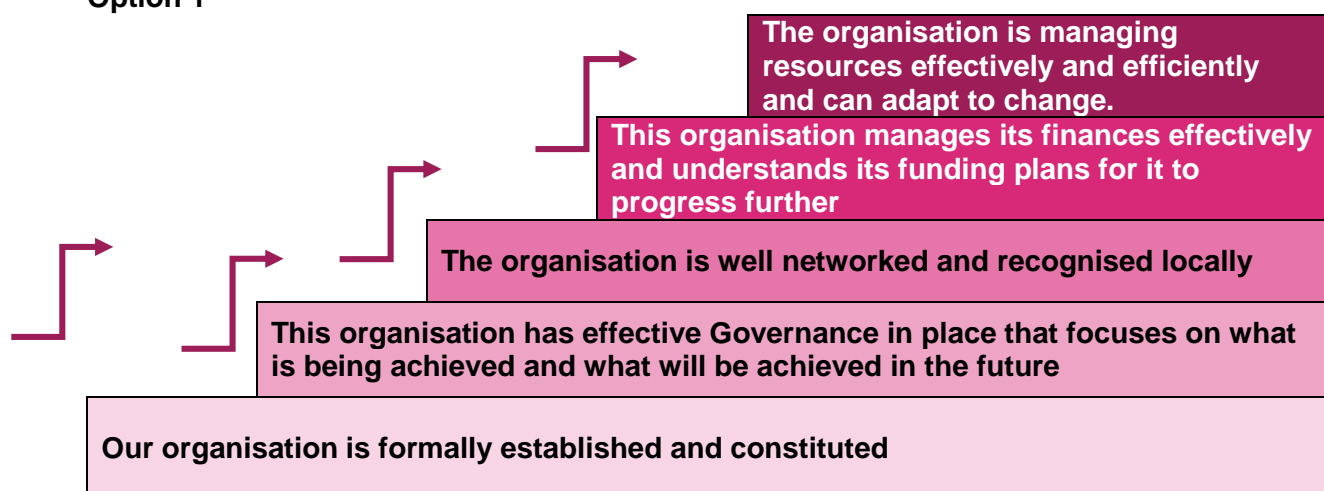 Option 1
The organisation is managing
resources effectively and efficiently
and can adapt to change.
This organisation manages its finances effectively
and understands its funding plans for it to
progress further
The organisation is well networked and recognised locally
This organisation has effective Governance in place that focuses on what
is being achieved and what will be achieved in the future
Our organisation is formally established and constituted